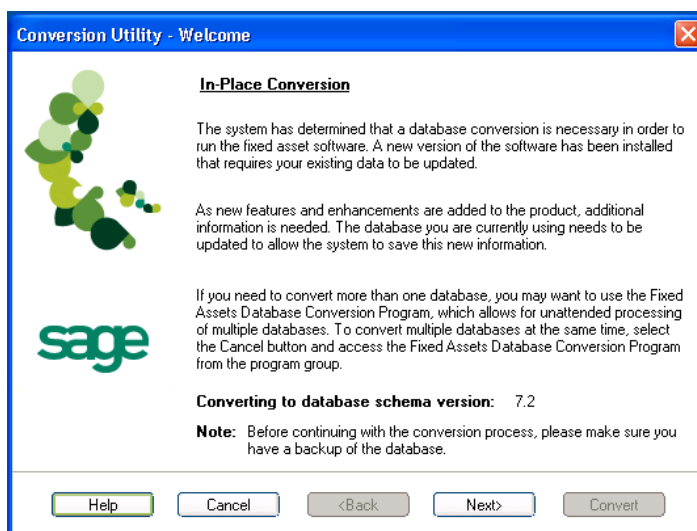 Conversion Utility - Welcome
In-Place Conversion
The system has determined that a database conversion is necessary in order to
run the fixed asset software. A new version of the software has been installed
that requires your existing data to be updated.
As new features and enhancements are added to the product, additional
information is needed. The database you are currently using needs to be
updated to allow the system to save this new information.
If you need to convert more than one database, you may want to use the Fixed
Assets Database Conversion Program, which allows for unattended processing
of multiple databases. To convert multiple databases at the same time, select
the Cancel button and access the Fixed Assets Database Conversion Program
from the program group.
sage
Converting to database schema version: 7.2
Note: Before continuing with the conversion process, please make sure you
have a backup of the database.
Help Cancel <Back Next> Convert